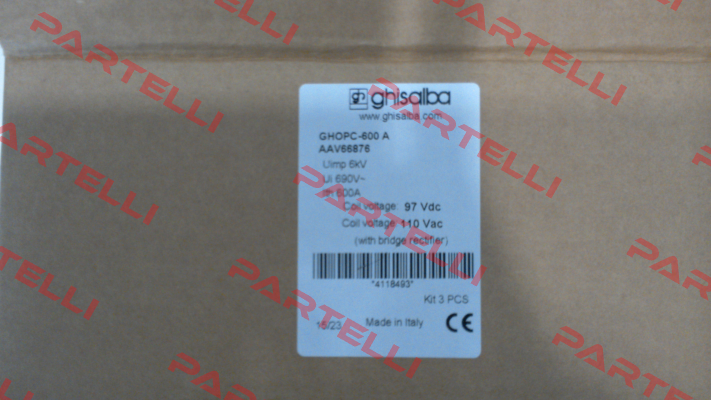 PARTELLI
PARTELLI
PARTELLI
ghisalba
www.ghisalba.com
GHOPC-600 A
AAV66876
Uimp 6kV
Ui 690V~
Ith 600A
Coil voltage: 97 Vdc
Coil voltage: 110 Vac
(with bridge rectifier)
*4118493*
Kit 3 PCS
15/23 Made in Italy CE
PARTELLI
PARTELLI
PARTELLI
PARTELLI
PARTELLI
PARTELLI